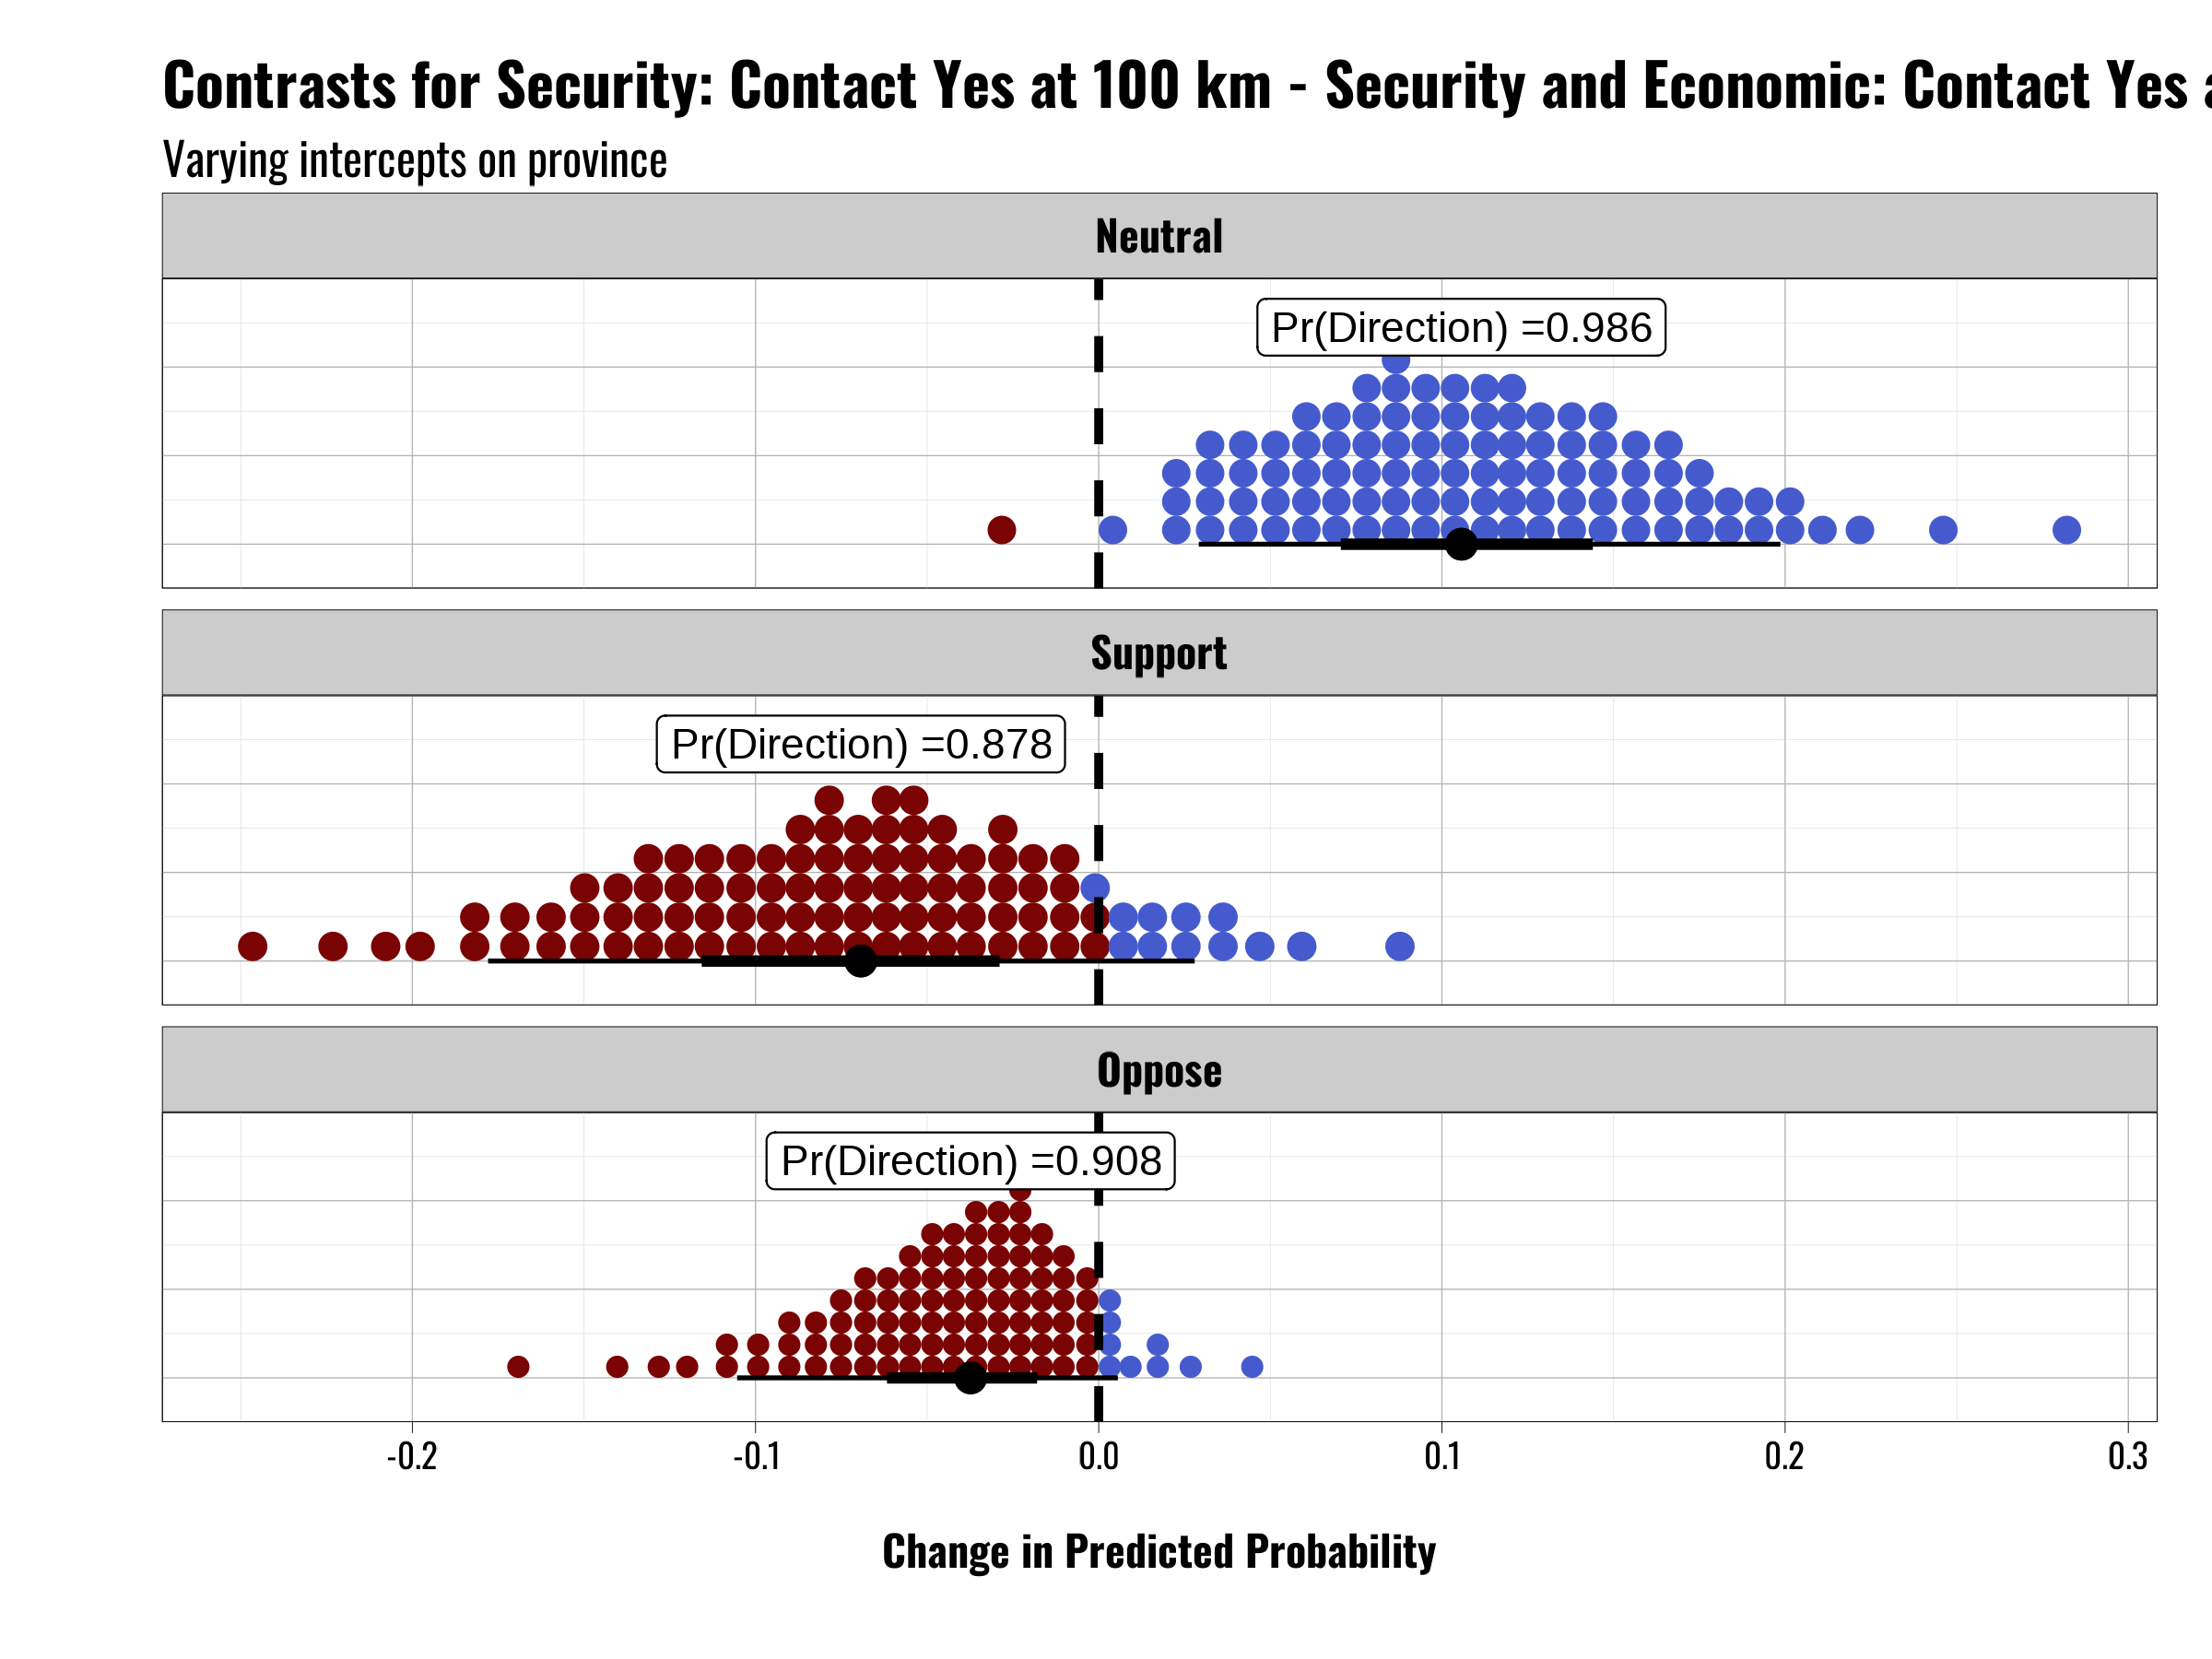 Contrasts for Security: Contact Yes at 100 km - Security and Economic: Contact Yes
Varying intercepts on province
Neutral
Pr(Direction) =0.986
Support
Pr(Direction) =0.878
Oppose
Pr(Direction) =0.908
-0.2 -0.1 0.0 0.1 0.2 0.3
Change in Predicted Probability